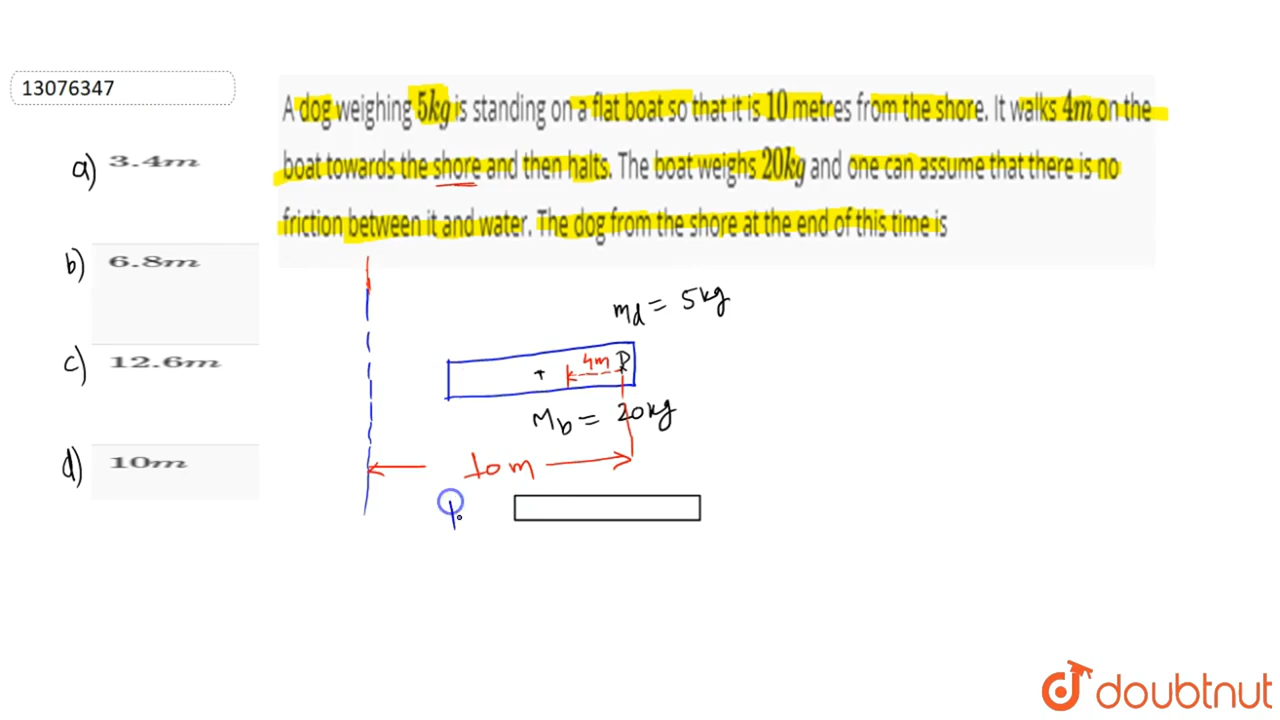 13076347
A dog weighing 5kg is standing on a flat boat so that it is 10 metres from the shore. It walks 4m on the
boat towards the shore and then halts. The boat weighs 20kg and one can assume that there is no
friction between it and water. The dog from the shore at the end of this time is
a) 3.4m
b) 6.8m
c) 12.6m
d) 10m
m_d = 5kg
4m
M_b = 20kg
10m
doubtnut